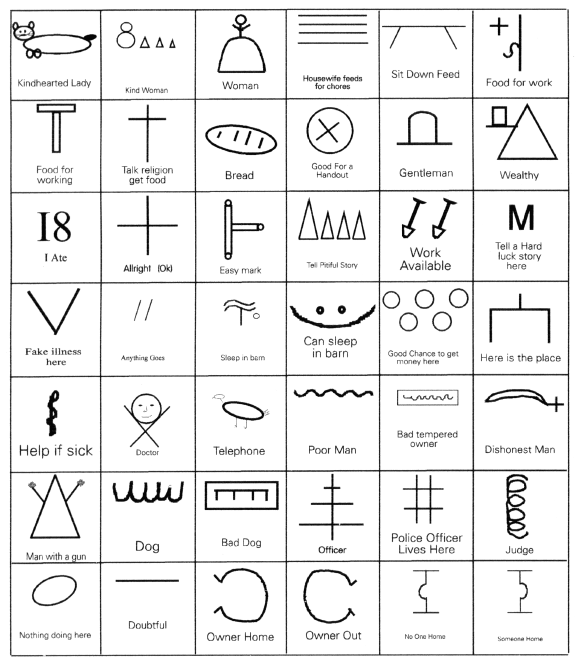 Kindhearted Lady
Kind Woman
Woman
Housewife feeds
for chores
Sit Down Feed
Food for work
Food for
working
Talk religion
get food
Bread
Good For a
Handout
Gentleman
Wealthy
I8
I Ate
Allright (Ok)
Easy mark
Tell Pitiful Story
Work
Available
M
Tell a Hard
luck story
here
Fake illness
here
Anything Goes
Sleep in barn
Can sleep
in barn
Good Chance to get
money here
Here is the place
Help if sick
Doctor
Telephone
Poor Man
Bad tempered
owner
Dishonest Man
Man with a gun
Dog
Bad Dog
Officer
Police Officer
Lives Here
Judge
Nothing doing here
Doubtful
Owner Home
Owner Out
No One Home
Someone Home